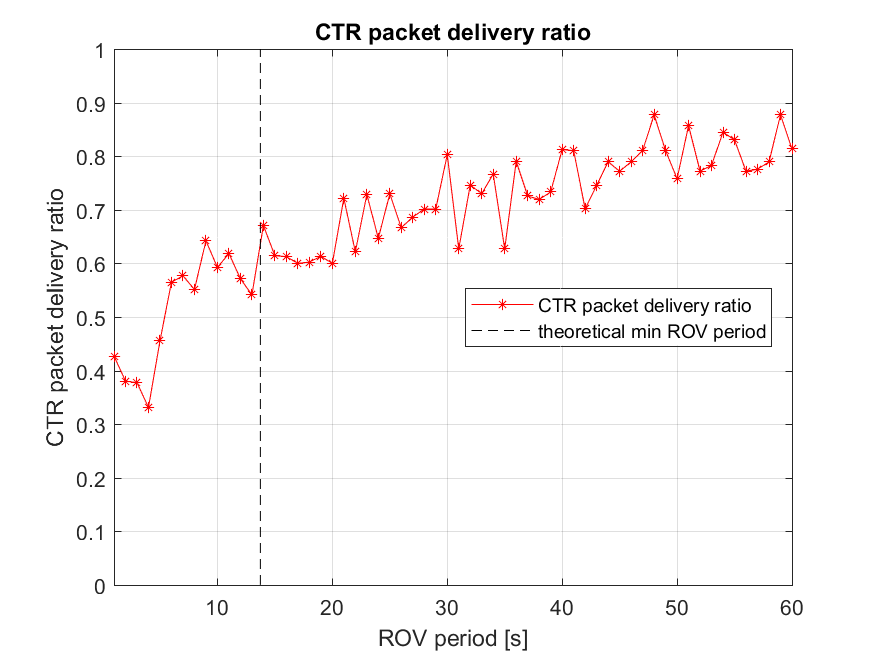 CTR packet delivery ratio
1
0.9
0.8
0.7
0.6
0.5
0.4
0.3
0.2
0.1
0
CTR packet delivery ratio
CTR packet delivery ratio
theoretical min ROV period
10 20 30 40 50 60
ROV period [s]